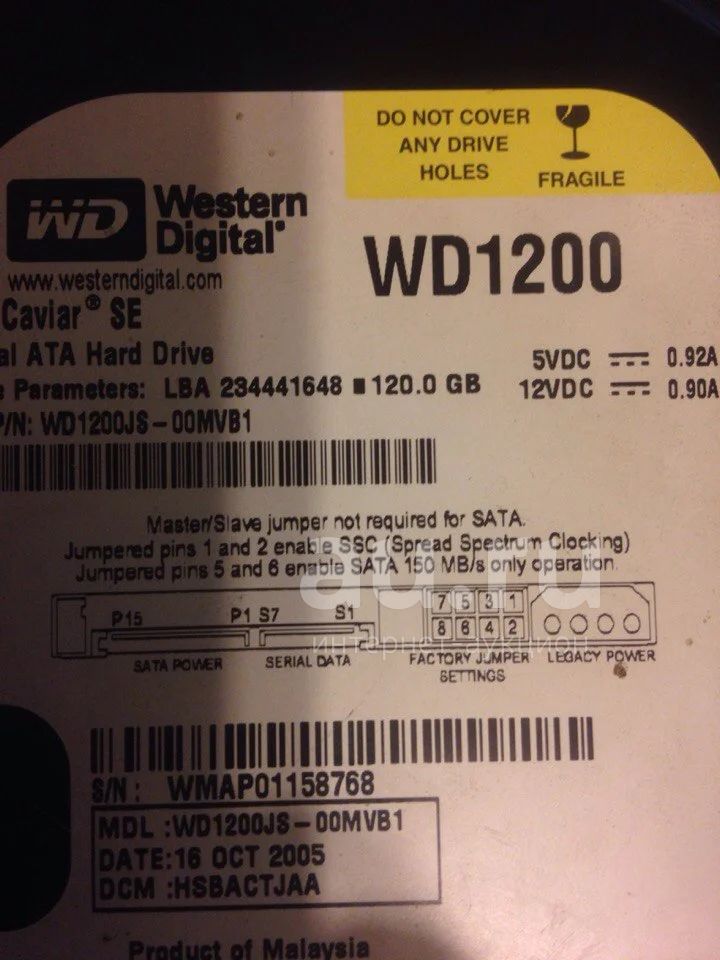 DO NOT COVER
ANY DRIVE
HOLES
FRAGILE
WD
Western
Digital
www.westerndigital.com
WD1200
Caviar® SE
al ATA Hard Drive
5VDC 0.92A
e Parameters: LBA 234441648 ■ 120.0 GB
12VDC 0.90A
P/N: WD1200JS-00MVB1
Master/Slave jumper not required for SATA.
Jumpered pins 1 and 2 enable SSC (Spread Spectrum Clocking)
Jumpered pins 5 and 6 enable SATA 150 MB/s only operation.
au.ru
интернет-аукцион
P15 P1 S7 S1
7 5 3 1
8 6 4 2
SATA POWER SERIAL DATA
FACTORY JUMPER
SETTINGS
LEGACY POWER
S/N: WMAP01158768
MDL :WD1200JS-00MVB1
DATE:16 OCT 2005
DCM :HSBACTJAA
Product of Malaysia